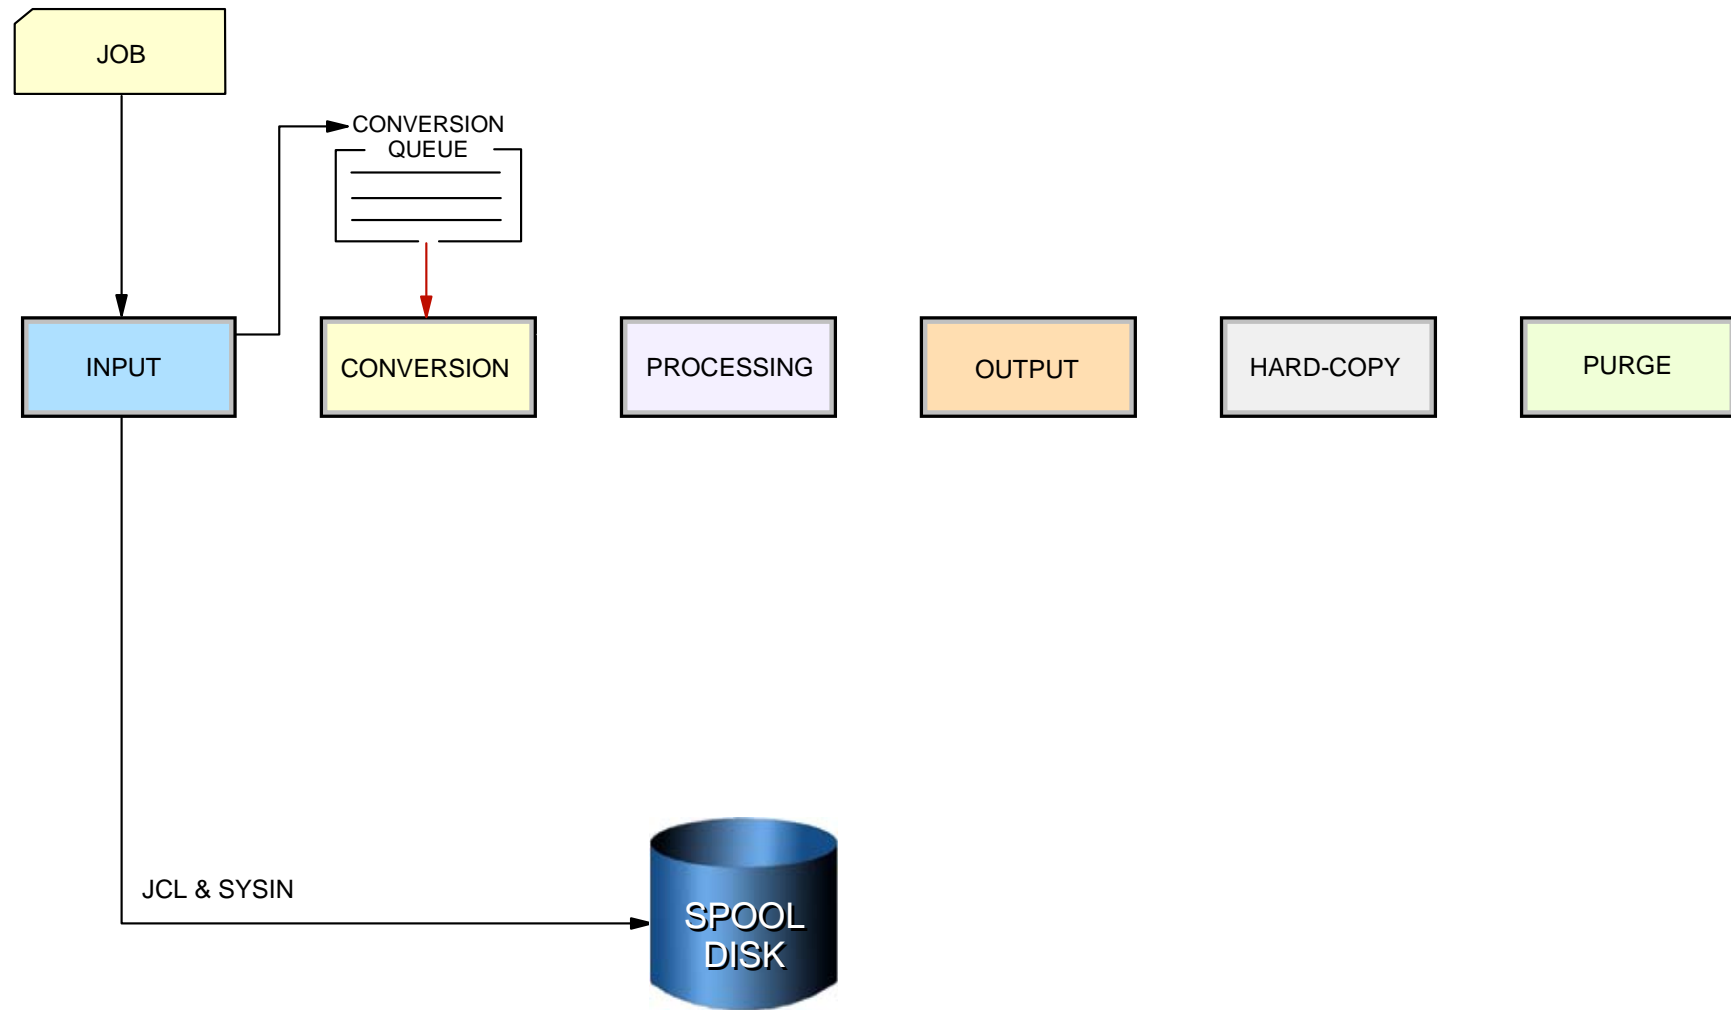 JOB
CONVERSION
QUEUE
INPUT
CONVERSION
PROCESSING
OUTPUT
HARD-COPY
PURGE
JCL & SYSIN
SPOOL
DISK